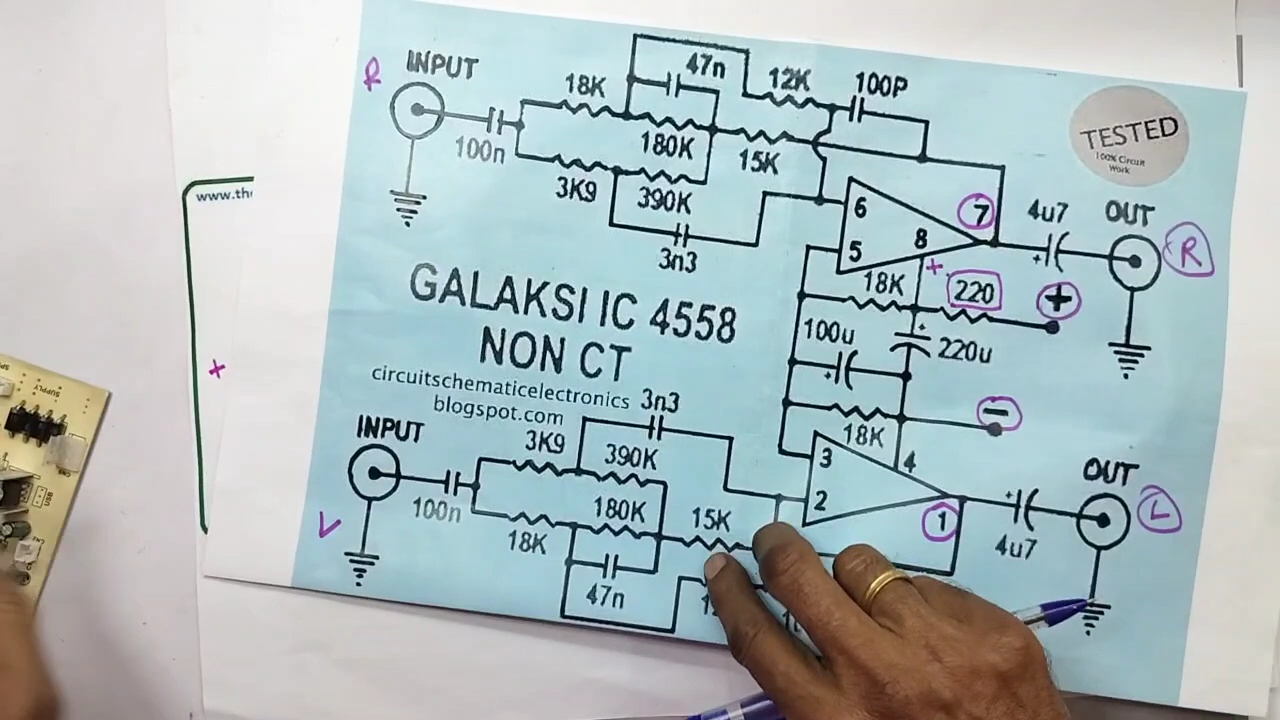 R
INPUT
100n
18K
47n
180K
3K9
390K
3n3
12K
100P
15K
6
5
7
8
+
18K
220
+
4u7
+
OUT
R
TESTED
100% Circuit
Work
GALAKSI IC 4558
NON CT
circuitschematicelectronics
blogspot.com
100u
+
220u
+
18K
−
INPUT
100n
3K9
390K
3n3
180K
18K
47n
15K
3
2
4
1
+
4u7
OUT
L
SUPPLY
USB
+